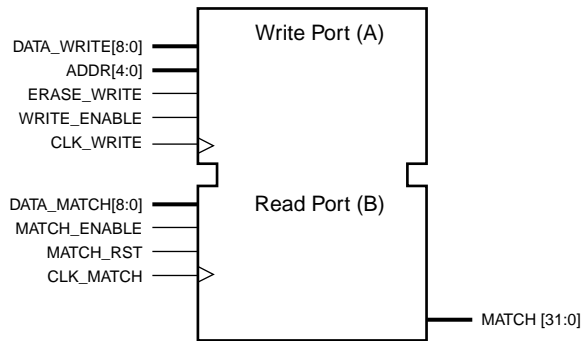 Write Port (A)
DATA_WRITE[8:0]
ADDR[4:0]
ERASE_WRITE
WRITE_ENABLE
CLK_WRITE
Read Port (B)
DATA_MATCH[8:0]
MATCH_ENABLE
MATCH_RST
CLK_MATCH
MATCH [31:0]